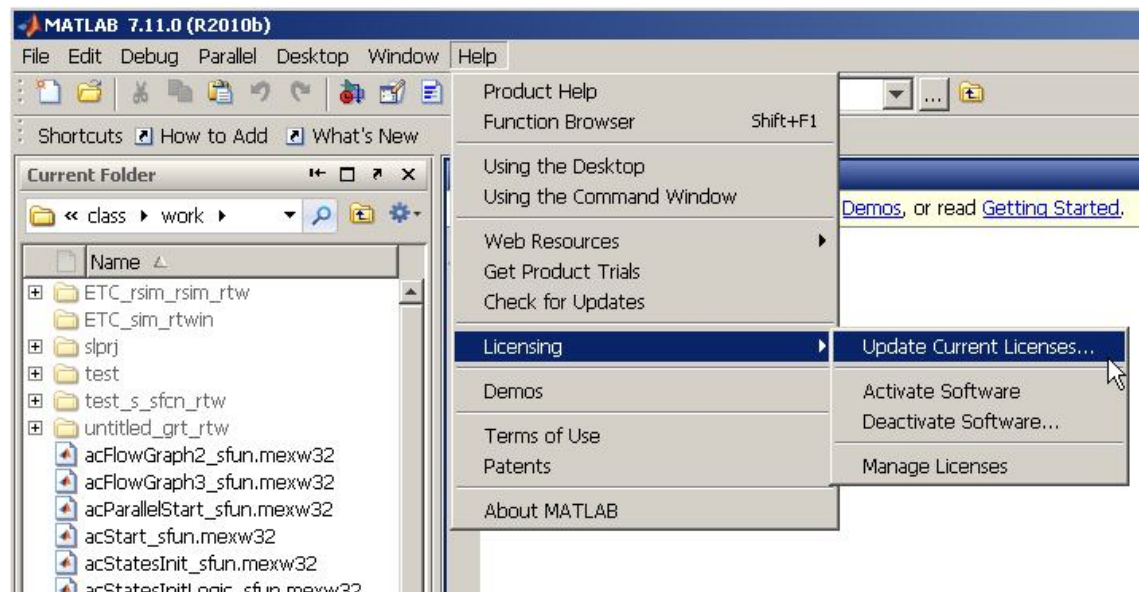 MATLAB 7.11.0 (R2010b)
File Edit Debug Parallel Desktop Window Help
...
Shortcuts How to Add What's New
Current Folder
« class work
Name
ETC_rsim_rsim_rtw
ETC_sim_rtwin
slprj
test
test_s_sfcn_rtw
untitled_grt_rtw
acFlowGraph2_sfun.mexw32
acFlowGraph3_sfun.mexw32
acParallelStart_sfun.mexw32
acStart_sfun.mexw32
acStatesInit_sfun.mexw32
acStatesInitLogic_sfun.mexw32
Product Help
Function Browser Shift+F1
Using the Desktop
Using the Command Window
Web Resources
Get Product Trials
Check for Updates
Licensing
Demos
Terms of Use
Patents
About MATLAB
Demos, or read Getting Started.
Update Current Licenses...
Activate Software
Deactivate Software...
Manage Licenses